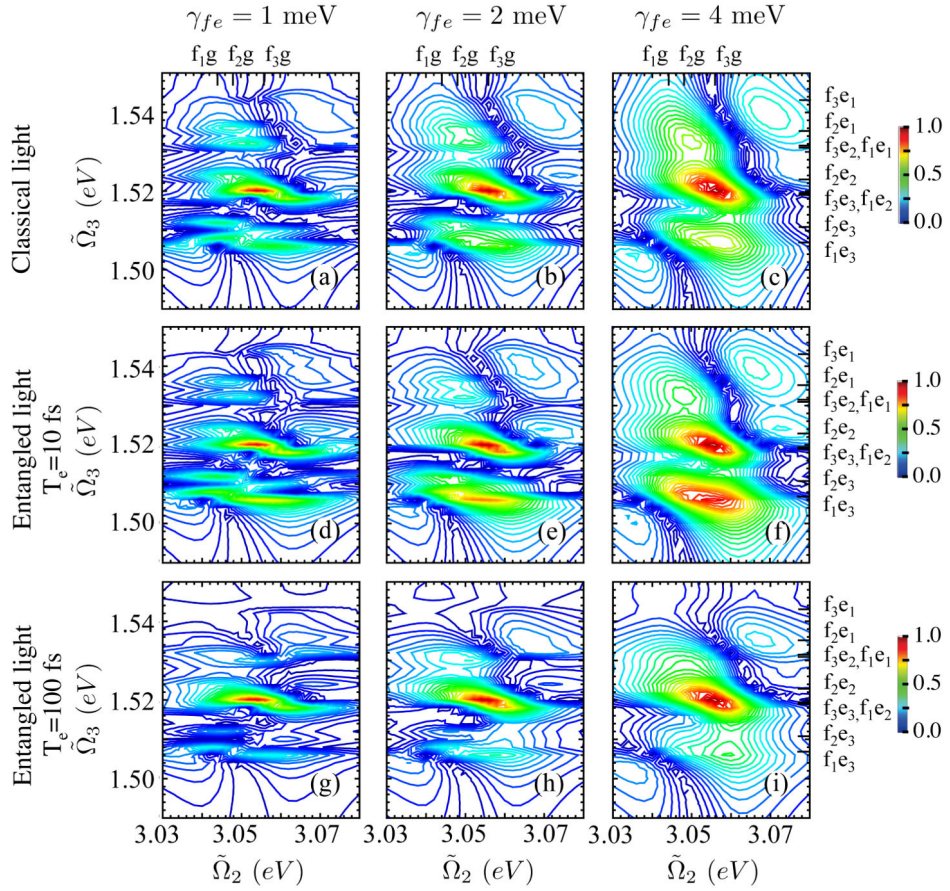 γ_fe = 1 meV
γ_fe = 2 meV
γ_fe = 4 meV
f₁g f₂g f₃g
f₁g f₂g f₃g
f₁g f₂g f₃g
Classical light
Ω̃₃ (eV)
1.54
1.52
1.50
(a)
(b)
(c)
f₃e₁
f₂e₁
f₃e₂,f₁e₁
f₂e₂
f₃e₃,f₁e₂
f₂e₃
f₁e₃
1.0
0.5
0.0
Entangled light
Tₑ=10 fs
Ω̃₃ (eV)
1.54
1.52
1.50
(d)
(e)
(f)
f₃e₁
f₂e₁
f₃e₂,f₁e₁
f₂e₂
f₃e₃,f₁e₂
f₂e₃
f₁e₃
1.0
0.5
0.0
Entangled light
Tₑ=100 fs
Ω̃₃ (eV)
1.54
1.52
1.50
(g)
(h)
(i)
f₃e₁
f₂e₁
f₃e₂,f₁e₁
f₂e₂
f₃e₃,f₁e₂
f₂e₃
f₁e₃
1.0
0.5
0.0
3.03 3.05 3.07
3.03 3.05 3.07
3.03 3.05 3.07
Ω̃₂ (eV)
Ω̃₂ (eV)
Ω̃₂ (eV)